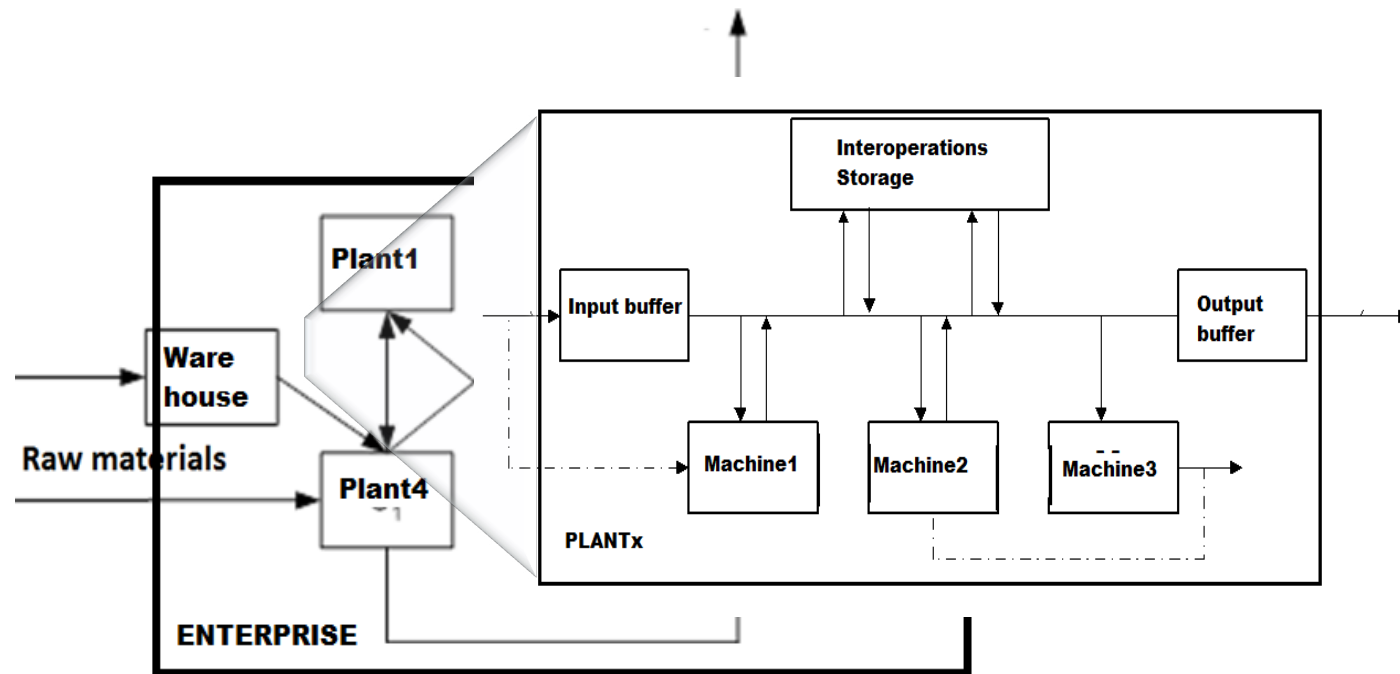 Interoperations
Storage
Plant1
Input buffer
Output
buffer
Ware
house
Raw materials
Plant4
Machine1
Machine2
Machine3
PLANTx
ENTERPRISE